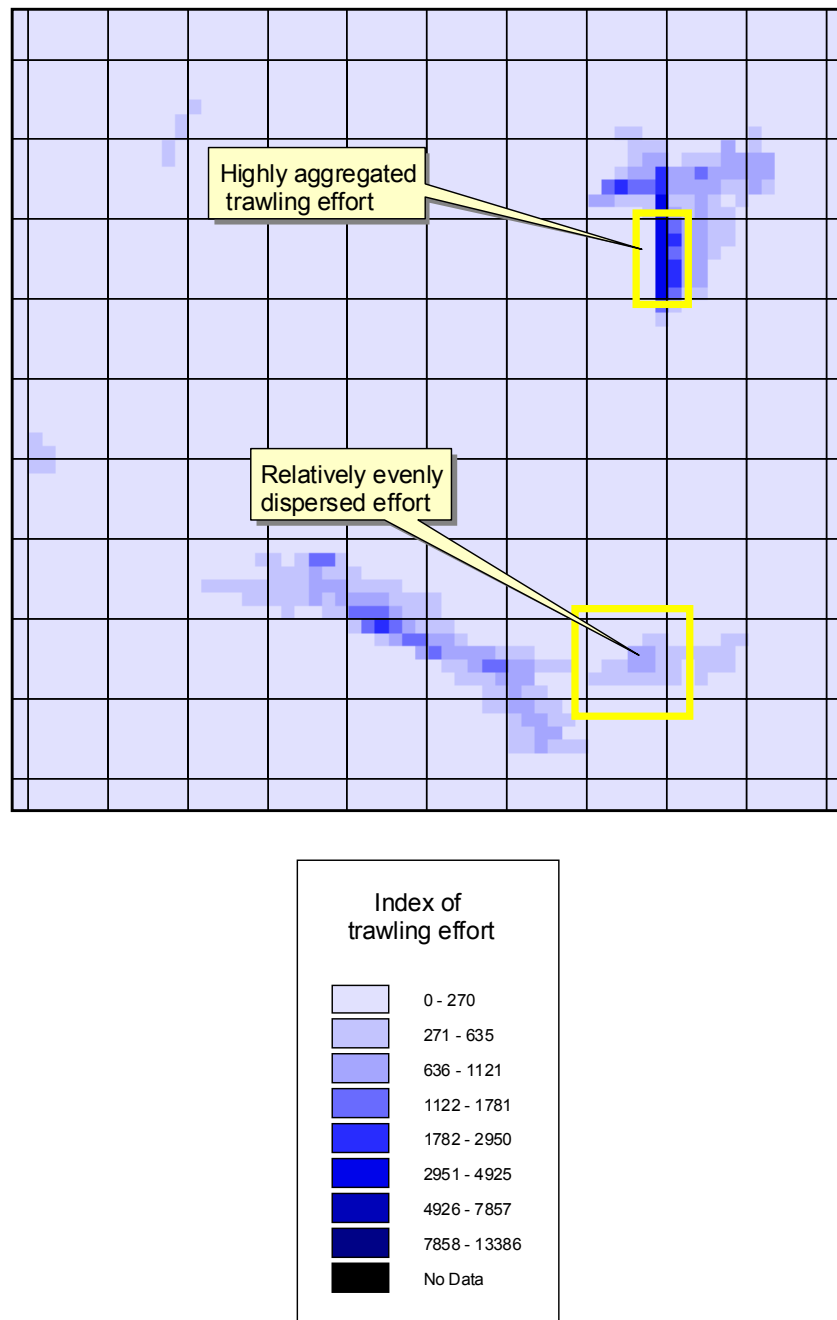 Highly aggregated
trawling effort
Relatively evenly
dispersed effort
Index of
trawling effort
0 - 270
271 - 635
636 - 1121
1122 - 1781
1782 - 2950
2951 - 4925
4926 - 7857
7858 - 13386
No Data